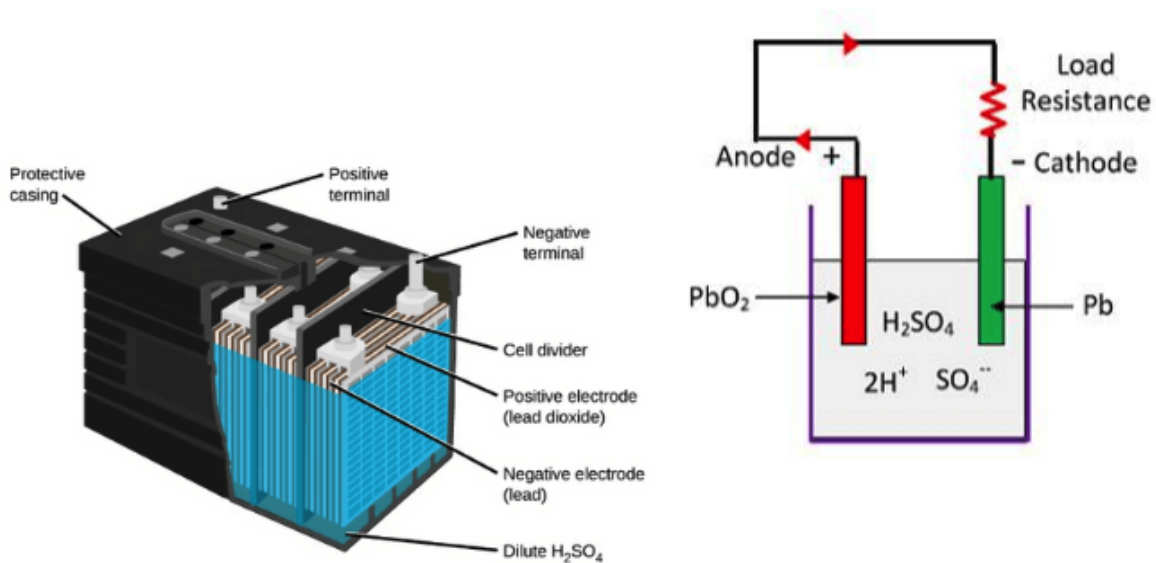 Protective
casing
Positive
terminal
Negative
terminal
Cell divider
Positive electrode
(lead dioxide)
Negative electrode
(lead)
Dilute H₂SO₄
Load
Resistance
Anode +
– Cathode
PbO₂
Pb
H₂SO₄
2H⁺ SO₄⁻⁻